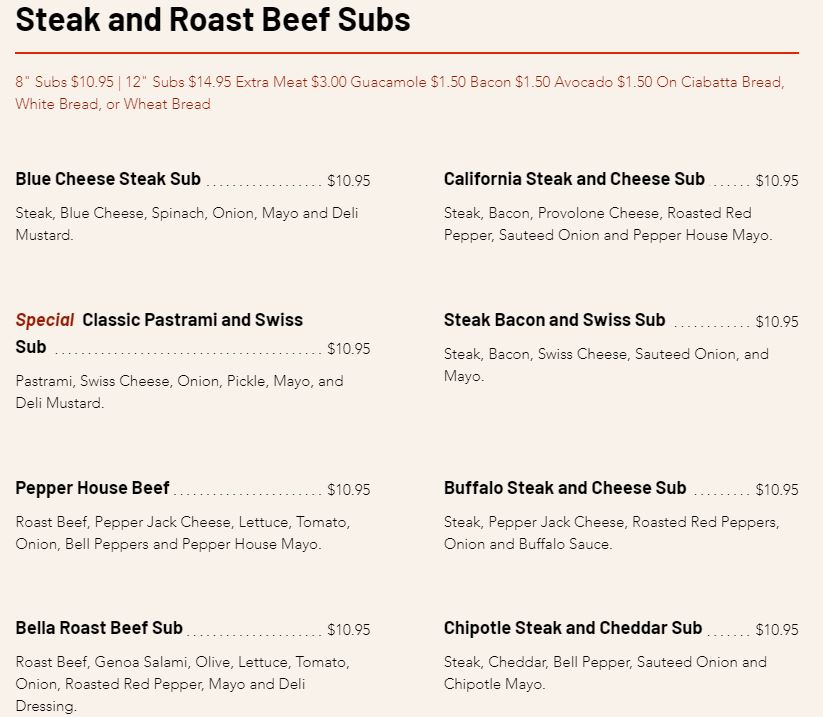 Steak and Roast Beef Subs
8" Subs $10.95 | 12" Subs $14.95 Extra Meat $3.00 Guacamole $1.50 Bacon $1.50 Avocado $1.50 On Ciabatta Bread,
White Bread, or Wheat Bread
Blue Cheese Steak Sub .................. $10.95
Steak, Blue Cheese, Spinach, Onion, Mayo and Deli
Mustard.
California Steak and Cheese Sub ....... $10.95
Steak, Bacon, Provolone Cheese, Roasted Red
Pepper, Sauteed Onion and Pepper House Mayo.
Special Classic Pastrami and Swiss
Sub ......................................... $10.95
Pastrami, Swiss Cheese, Onion, Pickle, Mayo, and
Deli Mustard.
Steak Bacon and Swiss Sub ............ $10.95
Steak, Bacon, Swiss Cheese, Sauteed Onion, and
Mayo.
Pepper House Beef ....................... $10.95
Roast Beef, Pepper Jack Cheese, Lettuce, Tomato,
Onion, Bell Peppers and Pepper House Mayo.
Buffalo Steak and Cheese Sub ......... $10.95
Steak, Pepper Jack Cheese, Roasted Red Peppers,
Onion and Buffalo Sauce.
Bella Roast Beef Sub ..................... $10.95
Roast Beef, Genoa Salami, Olive, Lettuce, Tomato,
Onion, Roasted Red Pepper, Mayo and Deli
Dressing.
Chipotle Steak and Cheddar Sub ....... $10.95
Steak, Cheddar, Bell Pepper, Sauteed Onion and
Chipotle Mayo.